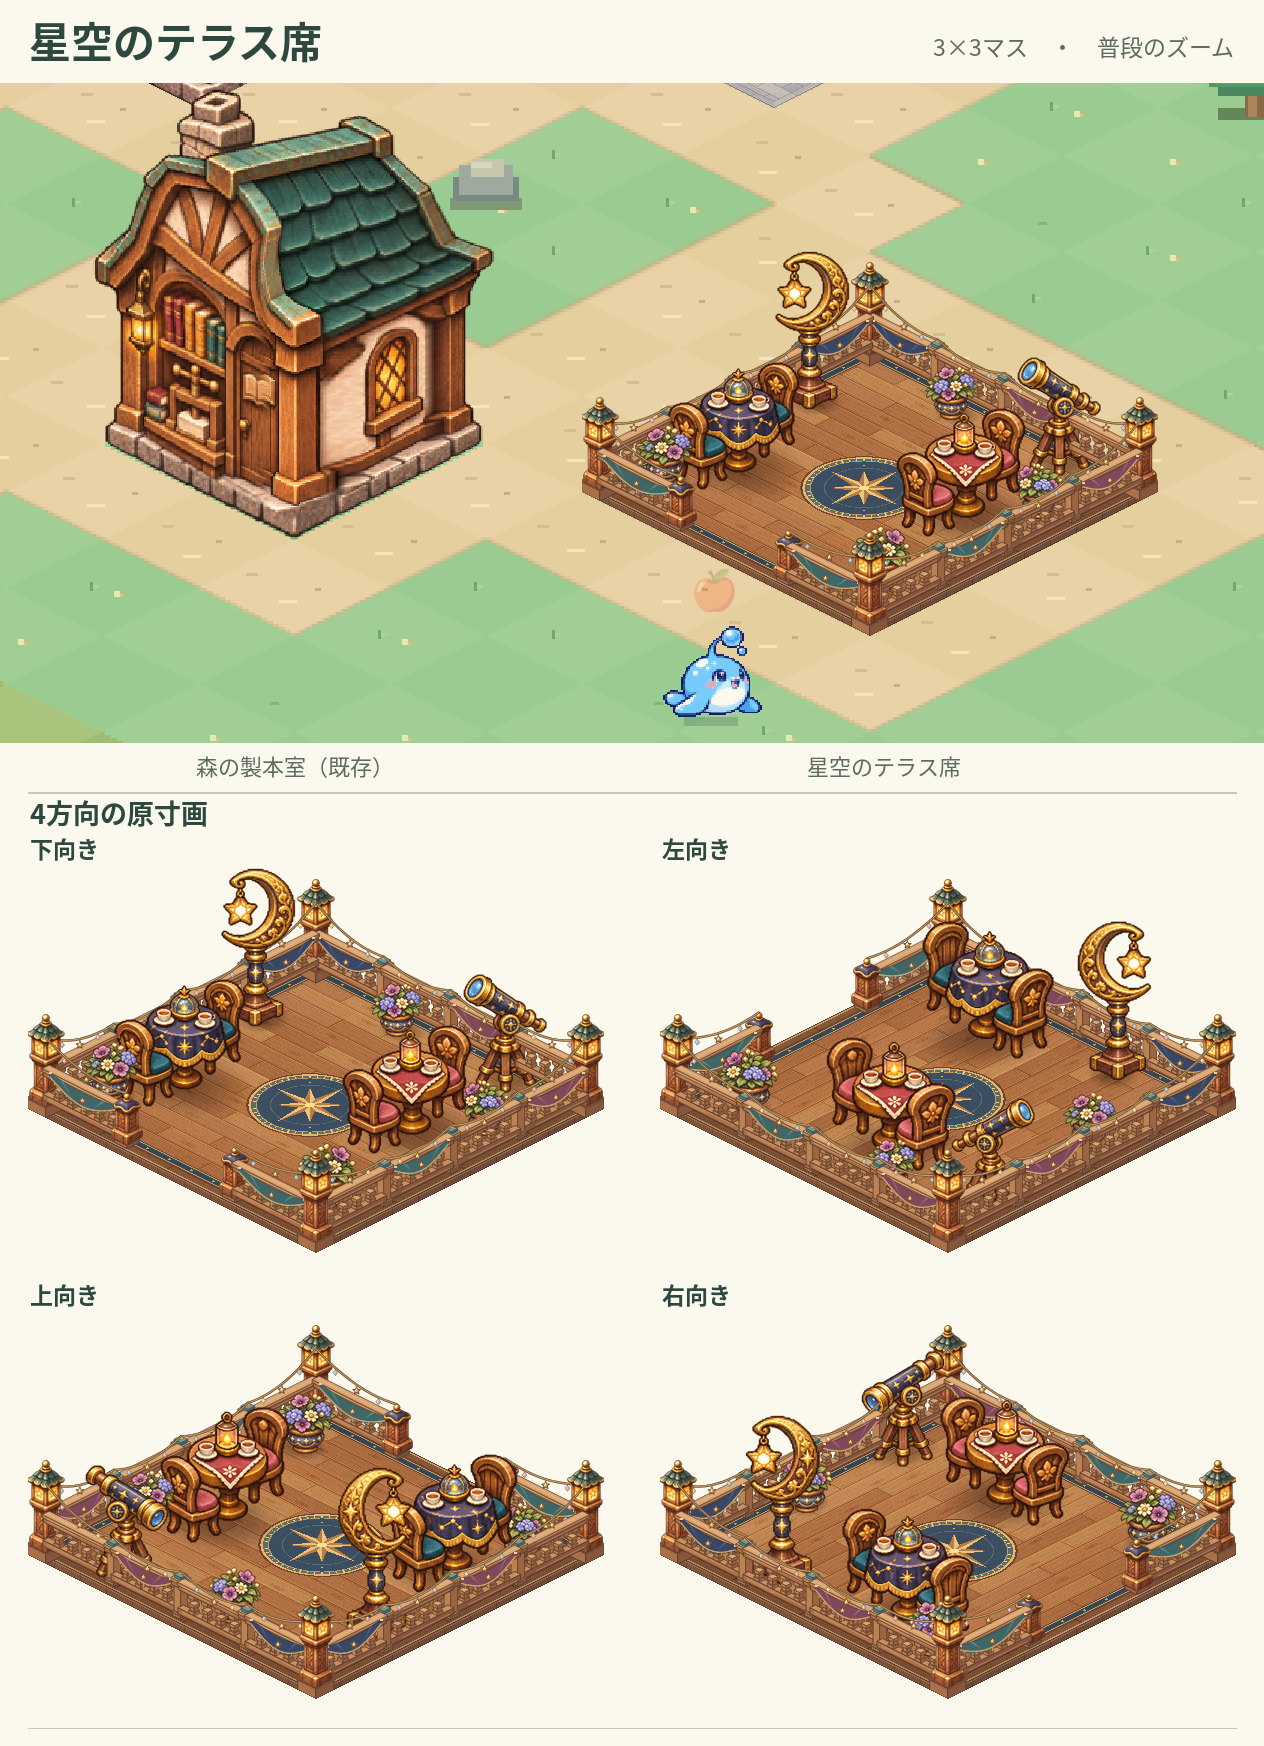 星空のテラス席
3×3マス ・ 普段のズーム
森の製本室（既存）
星空のテラス席
4方向の原寸画
下向き
左向き
上向き
右向き